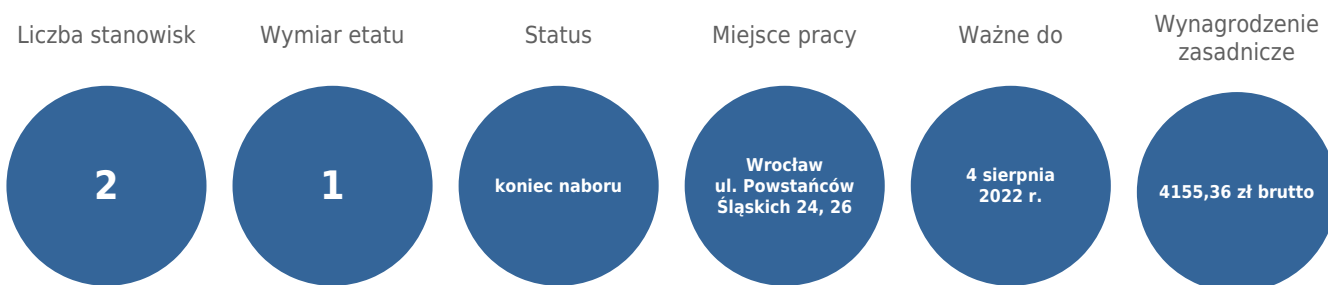 Liczba stanowisk
2
Wymiar etatu
1
Status
koniec naboru
Miejsce pracy
Wrocław
ul. Powstańców
Śląskich 24, 26
Ważne do
4 sierpnia
2022 r.
Wynagrodzenie
zasadnicze
4155,36 zł brutto